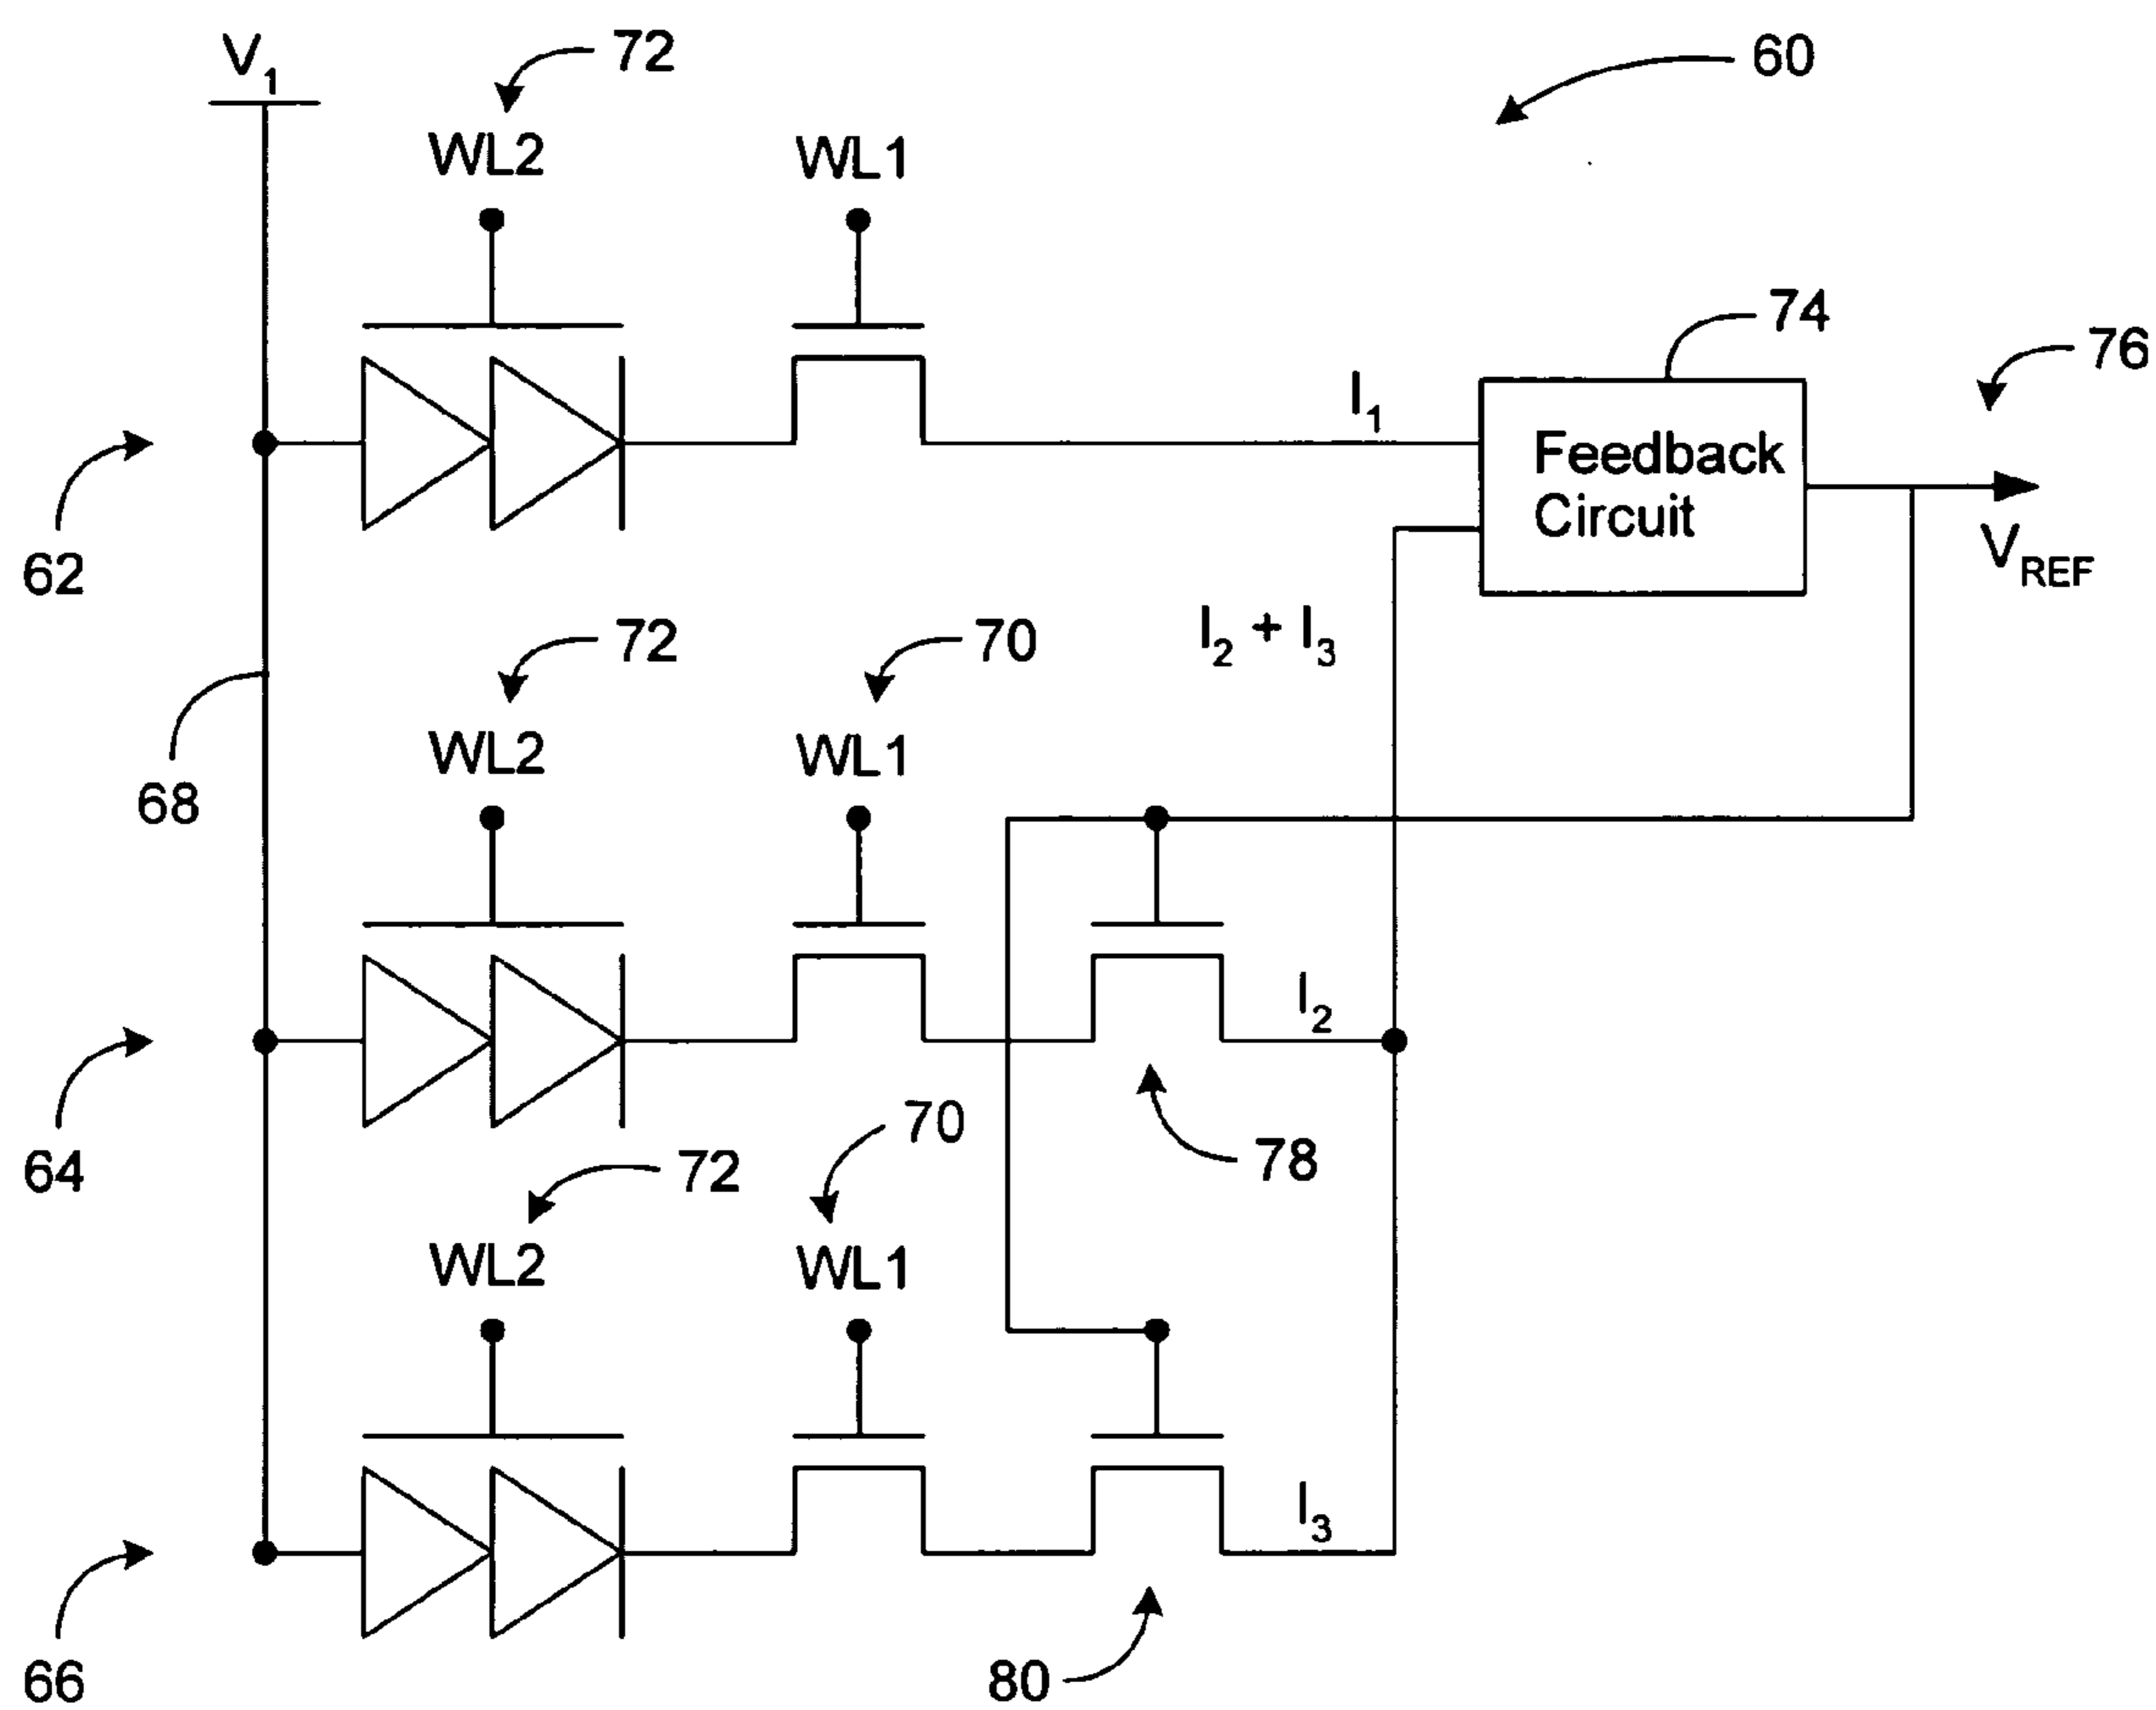 V1
72
60
WL2
WL1
74
76
I1
Feedback
Circuit
VREF
62
72
70
I2 + I3
WL2
WL1
68
I2
70
78
64
72
WL2
WL1
I3
66
80